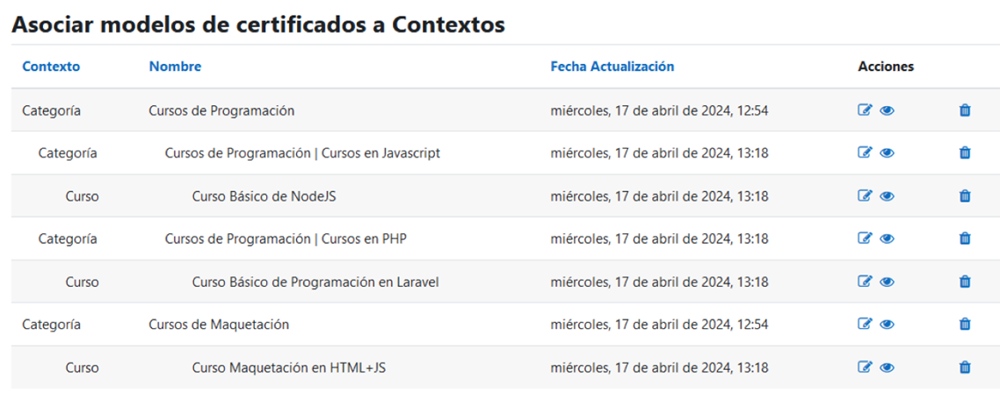 Asociar modelos de certificados a Contextos
Contexto Nombre Fecha Actualización Acciones
Categoría Cursos de Programación miércoles, 17 de abril de 2024, 12:54
Categoría Cursos de Programación | Cursos en Javascript miércoles, 17 de abril de 2024, 13:18
Curso Curso Básico de NodeJS miércoles, 17 de abril de 2024, 13:18
Categoría Cursos de Programación | Cursos en PHP miércoles, 17 de abril de 2024, 13:18
Curso Curso Básico de Programación en Laravel miércoles, 17 de abril de 2024, 13:18
Categoría Cursos de Maquetación miércoles, 17 de abril de 2024, 12:54
Curso Curso Maquetación en HTML+JS miércoles, 17 de abril de 2024, 13:18